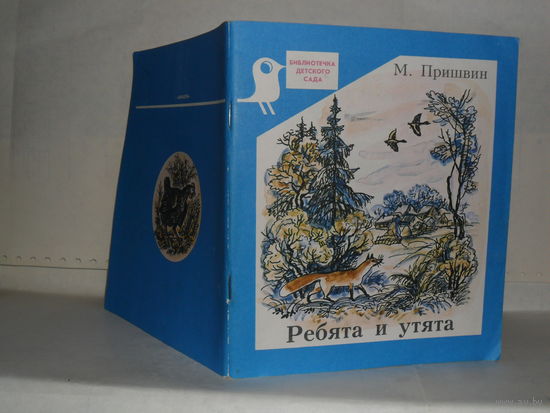 БИБЛИОТЕЧКА
ДЕТСКОГО
САДА
М. Пришвин
Ребята и утята